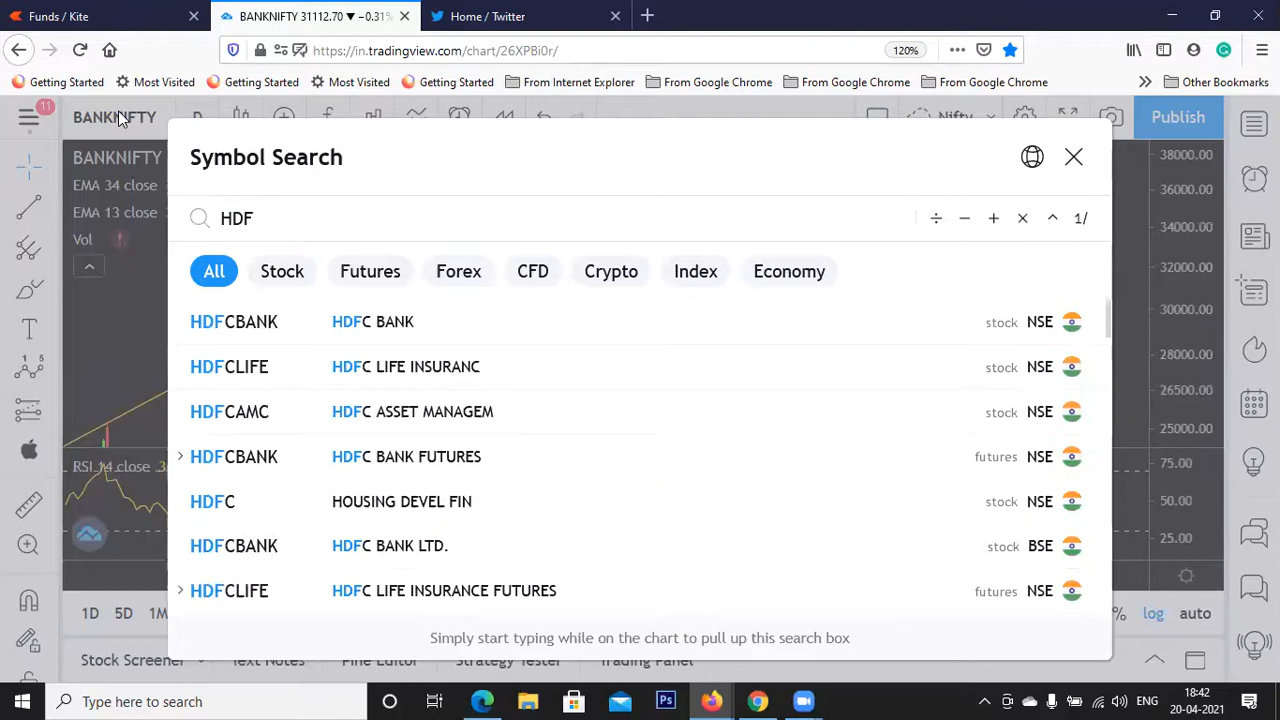 Funds / Kite
BANKNIFTY 31112.70 ▼ −0.31%
Home / Twitter
https://in.tradingview.com/chart/26XPBi0r/
120%
Getting Started
Most Visited
Getting Started
Most Visited
Getting Started
From Internet Explorer
From Google Chrome
From Google Chrome
From Google Chrome
Other Bookmarks
11
BANKNIFTY
D
Nifty
Publish
BANKNIFTY
EMA 34 close
EMA 13 close
Vol
RSI 14 close
Symbol Search
HDF
1/
All
Stock
Futures
Forex
CFD
Crypto
Index
Economy
HDFCBANK HDFC BANK stock NSE
HDFCLIFE HDFC LIFE INSURANC stock NSE
HDFCAMC HDFC ASSET MANAGEM stock NSE
HDFCBANK HDFC BANK FUTURES futures NSE
HDFC HOUSING DEVEL FIN stock NSE
HDFCBANK HDFC BANK LTD. stock BSE
HDFCLIFE HDFC LIFE INSURANCE FUTURES futures NSE
Simply start typing while on the chart to pull up this search box
38000.00
36000.00
34000.00
32000.00
30000.00
28000.00
26500.00
25000.00
75.00
50.00
25.00
1D 5D 1M
% log auto
Stock Screener
Text Notes
Pine Editor
Strategy Tester
Trading Panel
Type here to search
Ps
ENG
18:42
20-04-2021